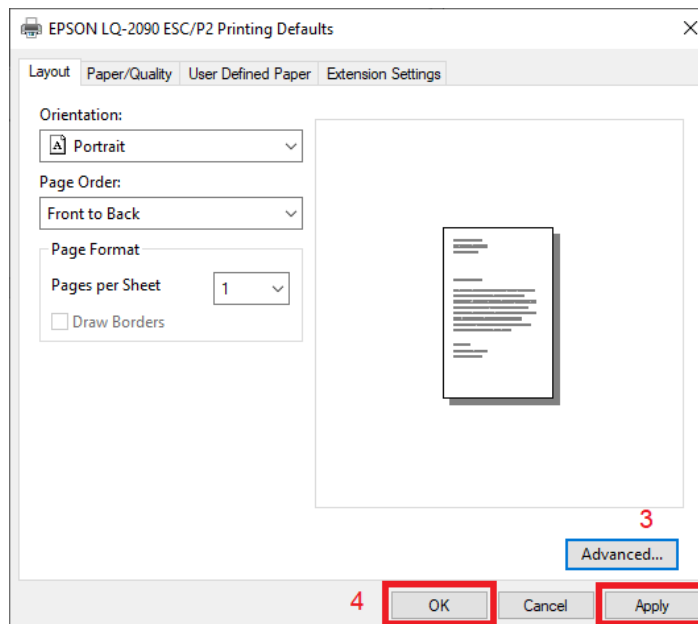 EPSON LQ-2090 ESC/P2 Printing Defaults
Layout Paper/Quality User Defined Paper Extension Settings
Orientation:
A Portrait
Page Order:
Front to Back
Page Format
Pages per Sheet 1
Draw Borders
3
Advanced...
4 OK Cancel Apply